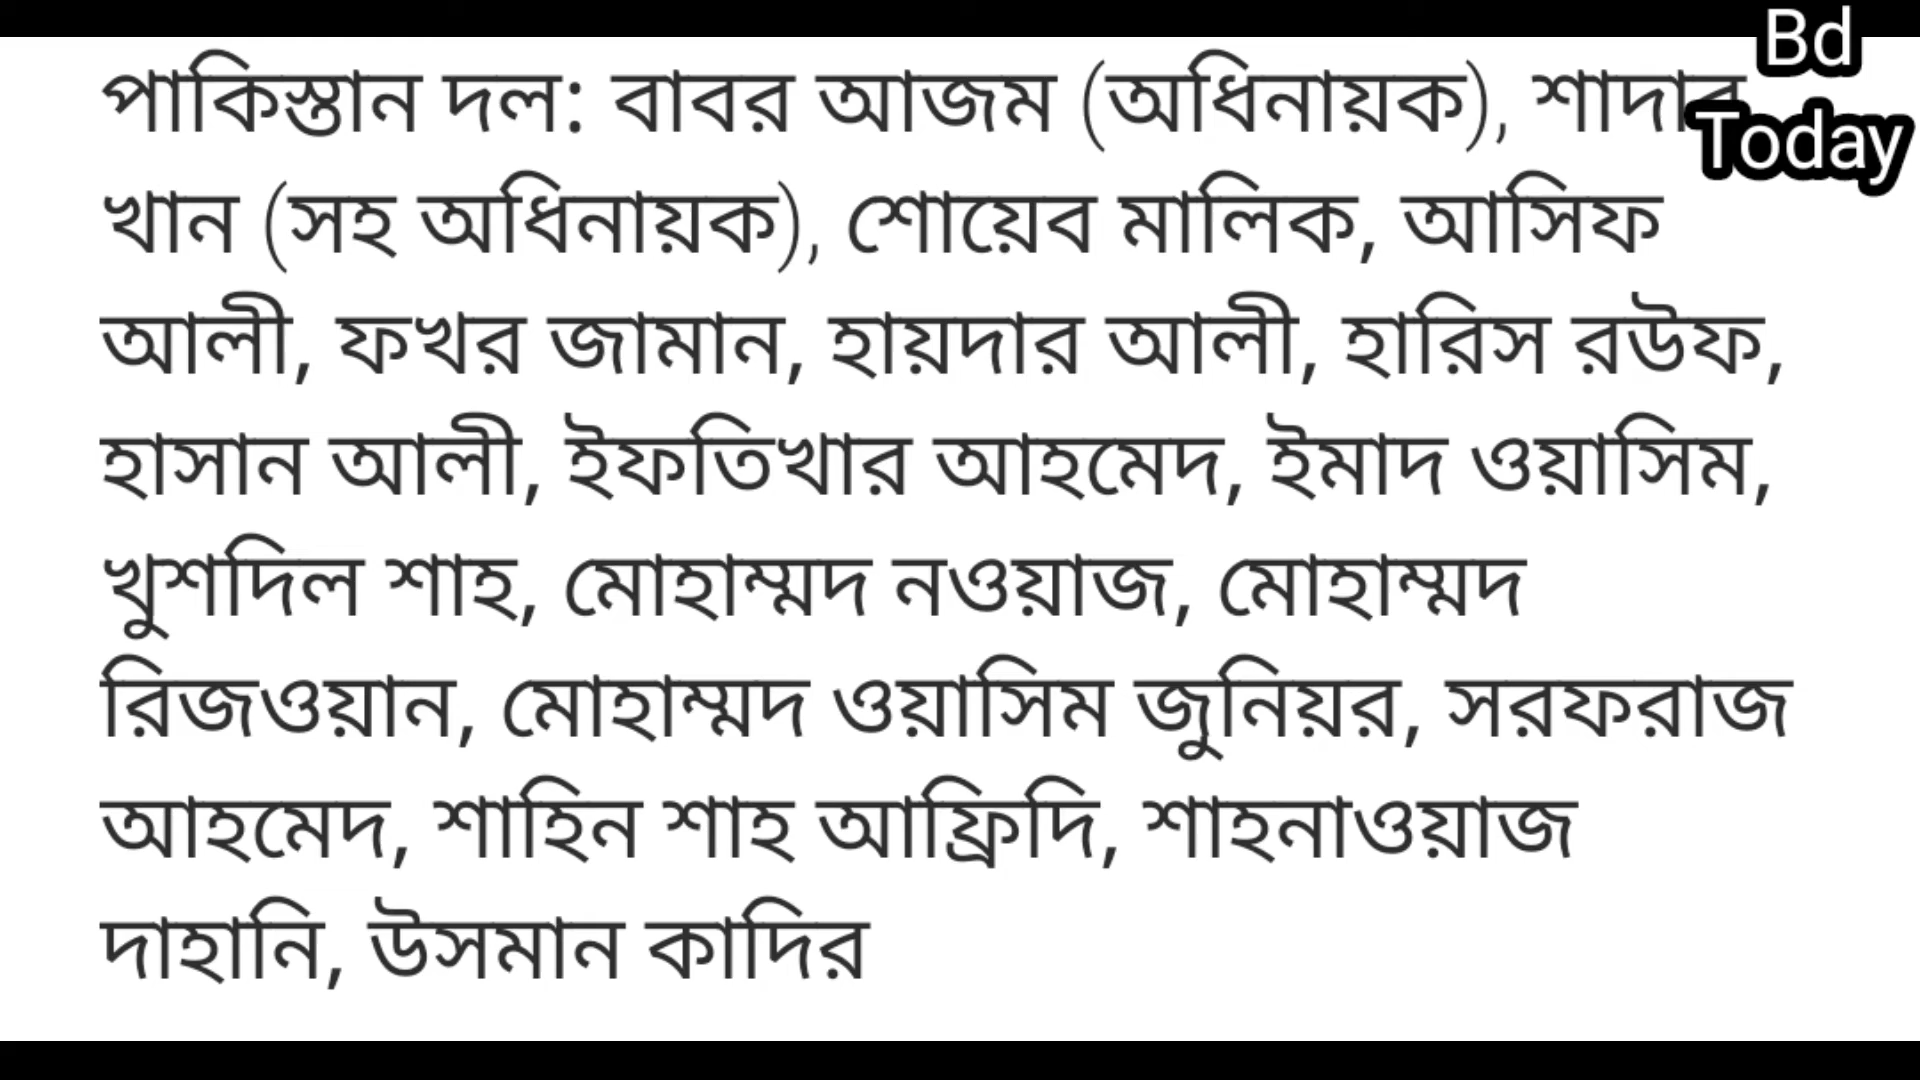 পাকিস্তান দল: বাবর আজম (অধিনায়ক),
Bd
Today
খান (সহ অধিনায়ক), শোয়েব মালিক, আসিফ
আলী, ফখর জামান, হায়দার আলী, হারিস রউফ,
হাসান আলী, ইফতিখার আহমেদ, ইমাদ ওয়াসিম,
খুশদিল শাহ, মোহাম্মদ নওয়াজ, মোহাম্মদ
রিজওয়ান, মোহাম্মদ ওয়াসিম জুনিয়র, সরফরাজ
আহমেদ, শাহিন শাহ আফ্রিদি, শাহনাওয়াজ
দাহানি, উসমান কাদির